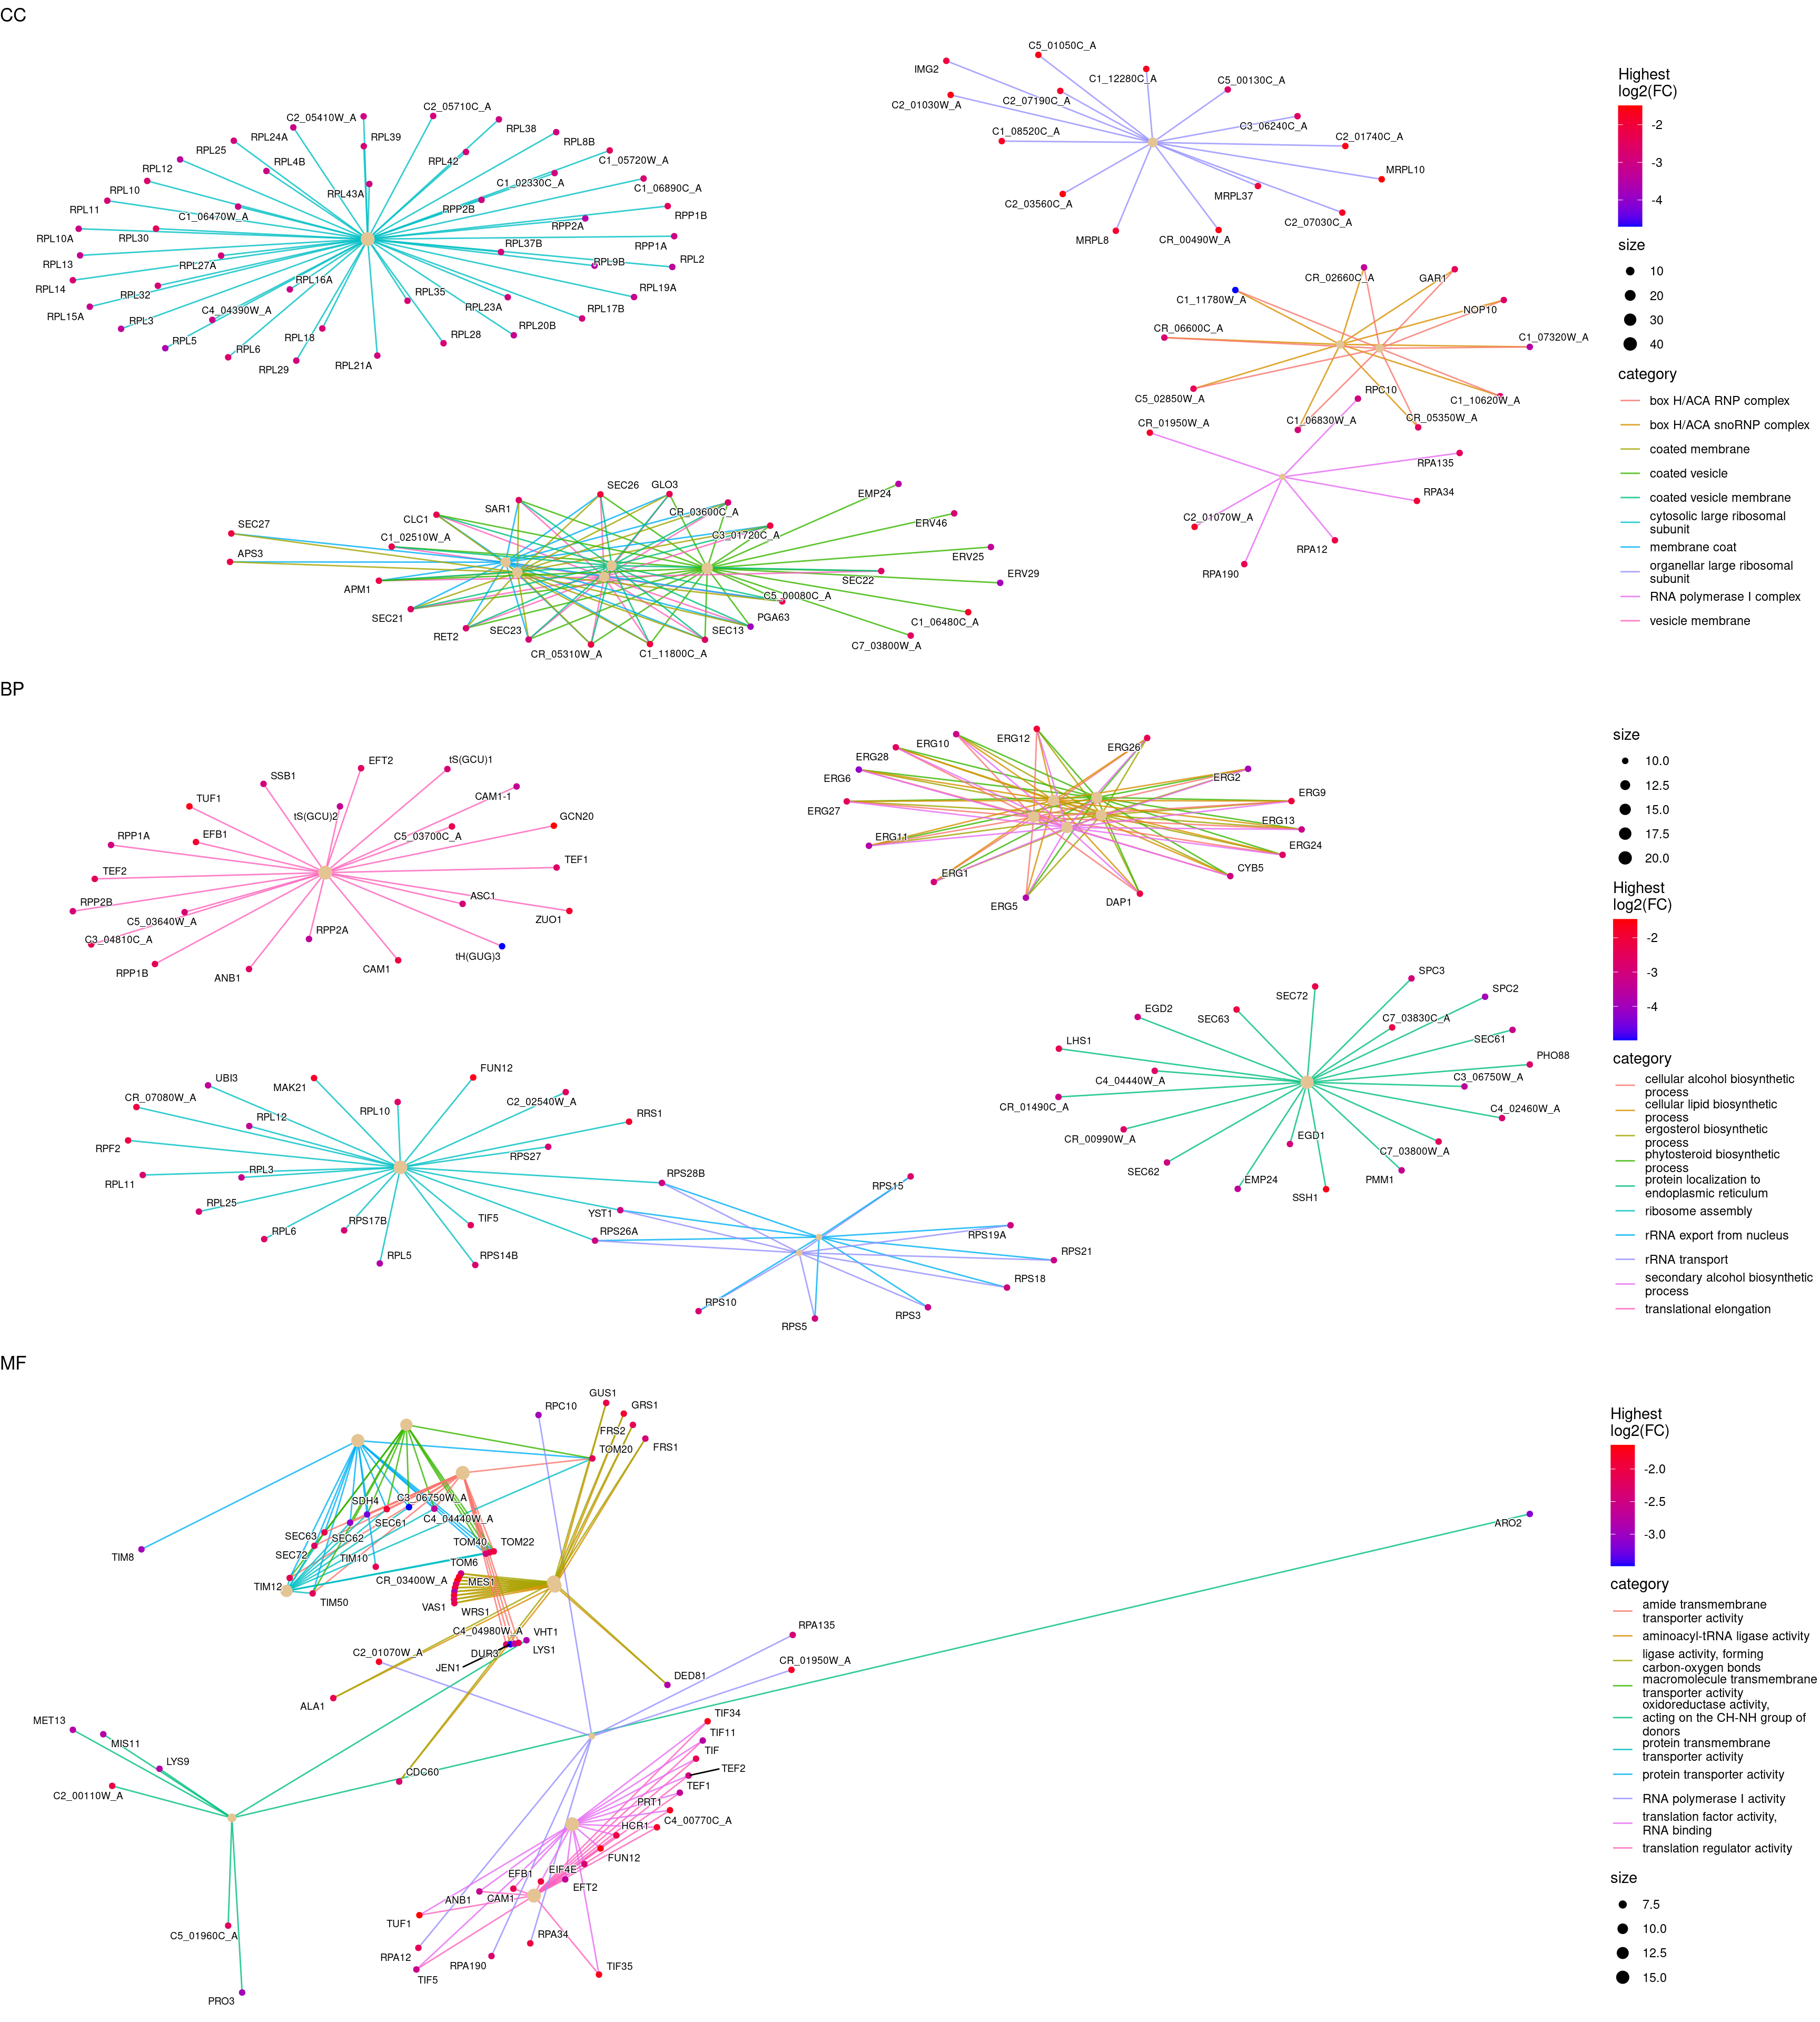 CC
C5_01050C_A
IMG2
C1_12280C_A
C5_00130C_A
C2_01030W_A
C2_07190C_A
C3_06240C_A
C1_08520C_A
C2_01740C_A
MRPL10
MRPL37
C2_03560C_A
C2_07030C_A
MRPL8
CR_00490W_A
C2_05710C_A
C2_05410W_A
RPL38
RPL24A
RPL39
RPL8B
RPL25
RPL42
C1_05720W_A
RPL12
RPL4B
C1_02330C_A
C1_06890C_A
RPL10
RPL43A
RPL11
C1_06470W_A
RPP2B
RPP1B
RPP2A
RPL10A
RPL30
RPL37B
RPP1A
RPL13
RPL27A
RPL9B
RPL2
RPL14
RPL32
RPL16A
RPL35
RPL19A
RPL15A
C4_04390W_A
RPL23A
RPL17B
RPL3
RPL5
RPL18
RPL20B
RPL6
RPL28
RPL29
RPL21A
CR_02660C_A
GAR1
C1_11780W_A
NOP10
CR_06600C_A
C1_07320W_A
C5_02850W_A
RPC10
C1_10620W_A
C1_06830W_A
CR_05350W_A
CR_01950W_A
RPA135
RPA34
C2_01070W_A
RPA12
RPA190
SEC26
GLO3
EMP24
SAR1
CR_03600C_A
SEC27
CLC1
ERV46
C1_02510W_A
C3_01720C_A
APS3
ERV25
APM1
SEC22
ERV29
C5_00080C_A
SEC21
PGA63
C1_06480C_A
RET2
SEC23
SEC13
CR_05310W_A
C1_11800C_A
C7_03800W_A
Highest
log2(FC)
-2
-3
-4
size
10
20
30
40
category
box H/ACA RNP complex
box H/ACA snoRNP complex
coated membrane
coated vesicle
coated vesicle membrane
cytosolic large ribosomal
subunit
membrane coat
organellar large ribosomal
subunit
RNA polymerase I complex
vesicle membrane
BP
EFT2
tS(GCU)1
SSB1
CAM1-1
TUF1
tS(GCU)2
GCN20
RPP1A
EFB1
C5_03700C_A
TEF1
TEF2
ASC1
RPP2B
C5_03640W_A
ZUO1
C3_04810C_A
RPP2A
RPP1B
ANB1
CAM1
tH(GUG)3
ERG10
ERG12
ERG26
ERG28
ERG6
ERG2
ERG27
ERG9
ERG11
ERG13
ERG24
ERG1
CYB5
ERG5
DAP1
SPC3
SEC72
SPC2
EGD2
SEC63
C7_03830C_A
LHS1
SEC61
PHO88
C4_04440W_A
C3_06750W_A
CR_01490C_A
C4_02460W_A
CR_00990W_A
EGD1
C7_03800W_A
SEC62
EMP24
SSH1
PMM1
UBI3
MAK21
FUN12
CR_07080W_A
RPL12
RPL10
C2_02540W_A
RRS1
RPF2
RPS27
RPL11
RPL3
RPS28B
RPS15
RPL25
YST1
RPL6
RPS17B
TIF5
RPS26A
RPS19A
RPL5
RPS14B
RPS21
RPS18
RPS10
RPS3
RPS5
size
10.0
12.5
15.0
17.5
20.0
Highest
log2(FC)
-2
-3
-4
category
cellular alcohol biosynthetic
process
cellular lipid biosynthetic
process
ergosterol biosynthetic
process
phytosteroid biosynthetic
process
protein localization to
endoplasmic reticulum
ribosome assembly
rRNA export from nucleus
rRNA transport
secondary alcohol biosynthetic
process
translational elongation
MF
GUS1
RPC10
GRS1
FRS2
FRS1
TOM20
C3_06750W_A
SDH4
C4_04440W_A
SEC61
SEC63
SEC62
TOM40
TOM22
SEC72
TIM10
TOM6
TIM8
CR_03400W_A
MES1
TIM12
TIM50
VAS1
WRS1
ARO2
C4_04980W_A
VHT1
DUR3
LYS1
C2_01070W_A
JEN1
RPA135
CR_01950W_A
DED81
ALA1
MET13
MIS11
LYS9
C2_00110W_A
CDC60
TIF34
TIF11
TIF
TEF2
TEF1
PRT1
C4_00770C_A
HCR1
FUN12
EIF4E
EFB1
EFT2
ANB1
CAM1
TUF1
RPA34
RPA12
RPA190
TIF35
TIF5
C5_01960C_A
PRO3
Highest
log2(FC)
-2.0
-2.5
-3.0
category
amide transmembrane
transporter activity
aminoacyl-tRNA ligase activity
ligase activity, forming
carbon-oxygen bonds
macromolecule transmembrane
transporter activity
oxidoreductase activity,
acting on the CH-NH group of
donors
protein transmembrane
transporter activity
protein transporter activity
RNA polymerase I activity
translation factor activity,
RNA binding
translation regulator activity
size
7.5
10.0
12.5
15.0